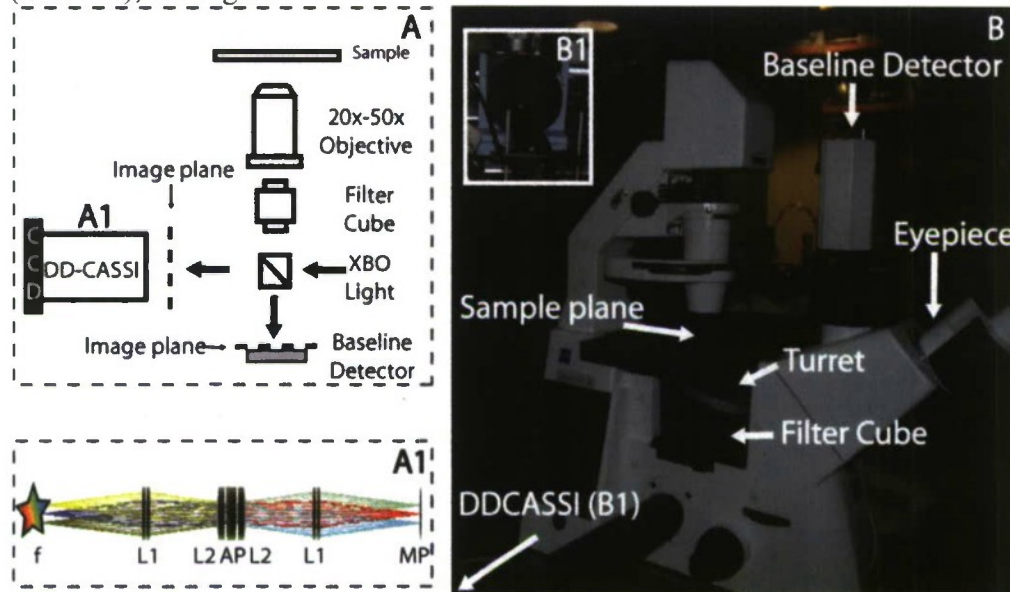 A
Sample
20x-50x
Objective
Image plane
Filter
Cube
A1
C
C
D
DD-CASSI
XBO
Light
Image plane
Baseline
Detector
A1
f
L1
L2
AP
L2
L1
MP
B
B1
Baseline Detector
Eyepiece
Sample plane
Turret
Filter Cube
DDCASSI (B1)